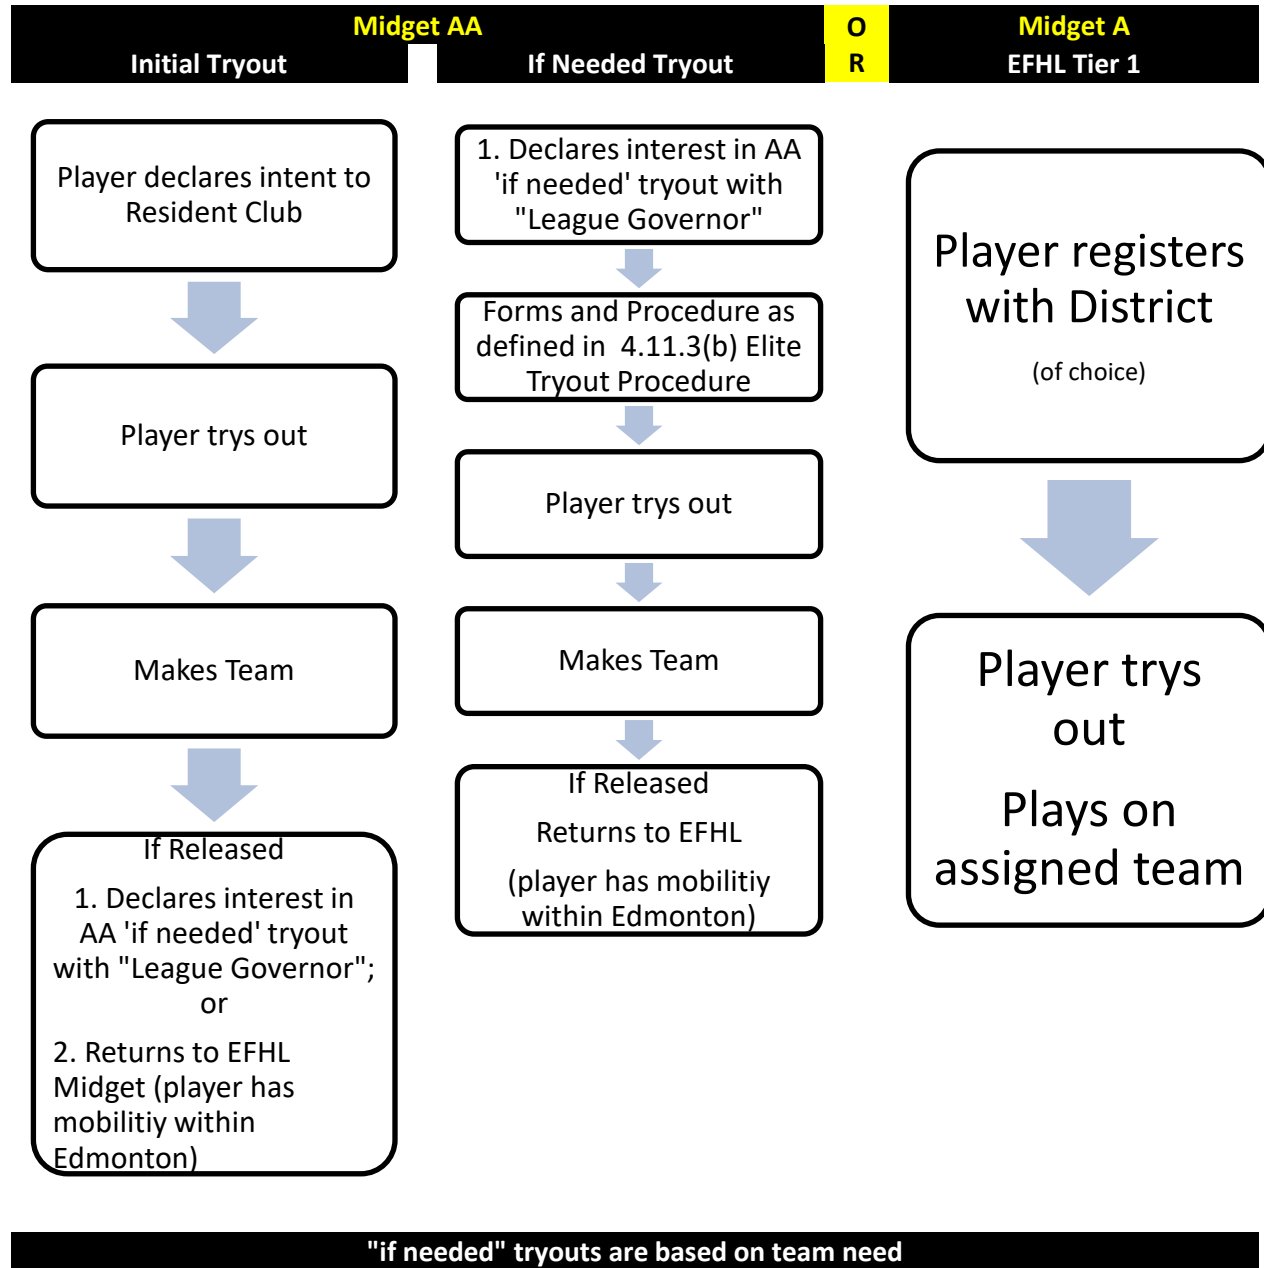 Midget AA
Initial Tryout
If Needed Tryout
O
R
Midget A
EFHL Tier 1
Player declares intent to
Resident Club
Player trys out
Makes Team
If Released
1. Declares interest in
AA 'if needed' tryout
with "League Governor";
or
2. Returns to EFHL
Midget (player has
mobilitiy within
Edmonton)
1. Declares interest in AA
'if needed' tryout with
"League Governor"
Forms and Procedure as
defined in 4.11.3(b) Elite
Tryout Procedure
Player trys out
Makes Team
If Released
Returns to EFHL
(player has mobilitiy
within Edmonton)
Player registers
with District
(of choice)
Player trys
out
Plays on
assigned team
"if needed" tryouts are based on team need